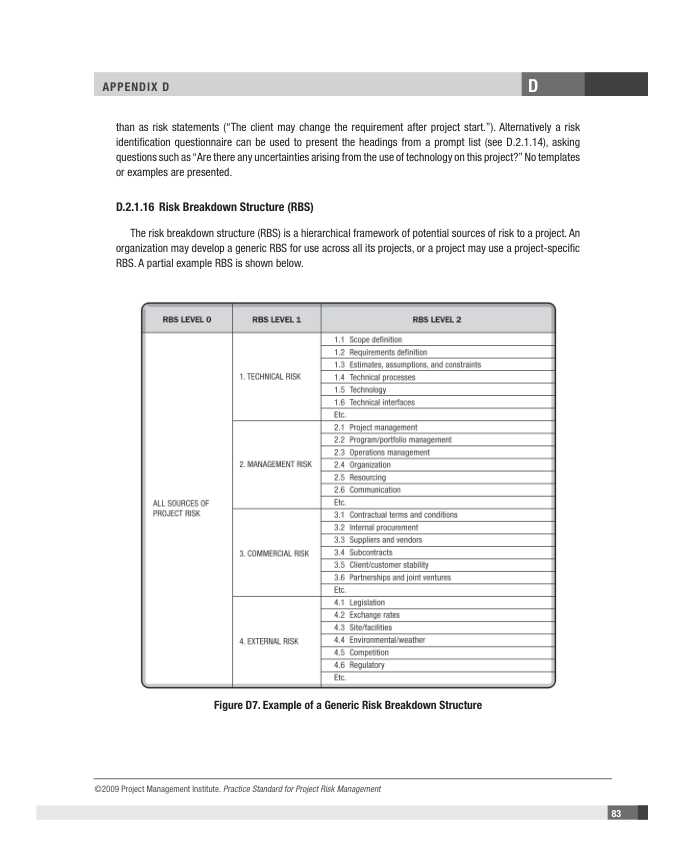 APPENDIX D
D
than as risk statements (“The client may change the requirement after project start.”). Alternatively a risk
identification questionnaire can be used to present the headings from a prompt list (see D.2.1.14), asking
questions such as “Are there any uncertainties arising from the use of technology on this project?” No templates
or examples are presented.
D.2.1.16 Risk Breakdown Structure (RBS)
The risk breakdown structure (RBS) is a hierarchical framework of potential sources of risk to a project. An
organization may develop a generic RBS for use across all its projects, or a project may use a project-specific
RBS. A partial example RBS is shown below.
RBS LEVEL 0
RBS LEVEL 1
RBS LEVEL 2
ALL SOURCES OF
PROJECT RISK
1. TECHNICAL RISK
1.1 Scope definition
1.2 Requirements definition
1.3 Estimates, assumptions, and constraints
1.4 Technical processes
1.5 Technology
1.6 Technical interfaces
Etc.
2. MANAGEMENT RISK
2.1 Project management
2.2 Program/portfolio management
2.3 Operations management
2.4 Organization
2.5 Resourcing
2.6 Communication
Etc.
3. COMMERCIAL RISK
3.1 Contractual terms and conditions
3.2 Internal procurement
3.3 Suppliers and vendors
3.4 Subcontracts
3.5 Client/customer stability
3.6 Partnerships and joint ventures
Etc.
4. EXTERNAL RISK
4.1 Legislation
4.2 Exchange rates
4.3 Site/facilities
4.4 Environmental/weather
4.5 Competition
4.6 Regulatory
Etc.
Figure D7. Example of a Generic Risk Breakdown Structure
©2009 Project Management Institute. Practice Standard for Project Risk Management
83